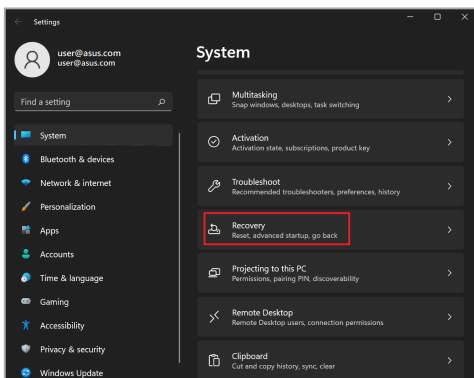 Settings
user@asus.com
user@asus.com
Find a setting
System
Bluetooth & devices
Network & internet
Personalization
Apps
Accounts
Time & language
Gaming
Accessibility
Privacy & security
Windows Update
System
Multitasking
Snap windows, desktops, task switching
Activation
Activation state, subscriptions, product key
Troubleshoot
Recommended troubleshooters, preferences, history
Recovery
Reset, advanced startup, go back
Projecting to this PC
Permissions, pairing PIN, discoverability
Remote Desktop
Remote Desktop users, connection permissions
Clipboard
Cut and copy history, sync, clear